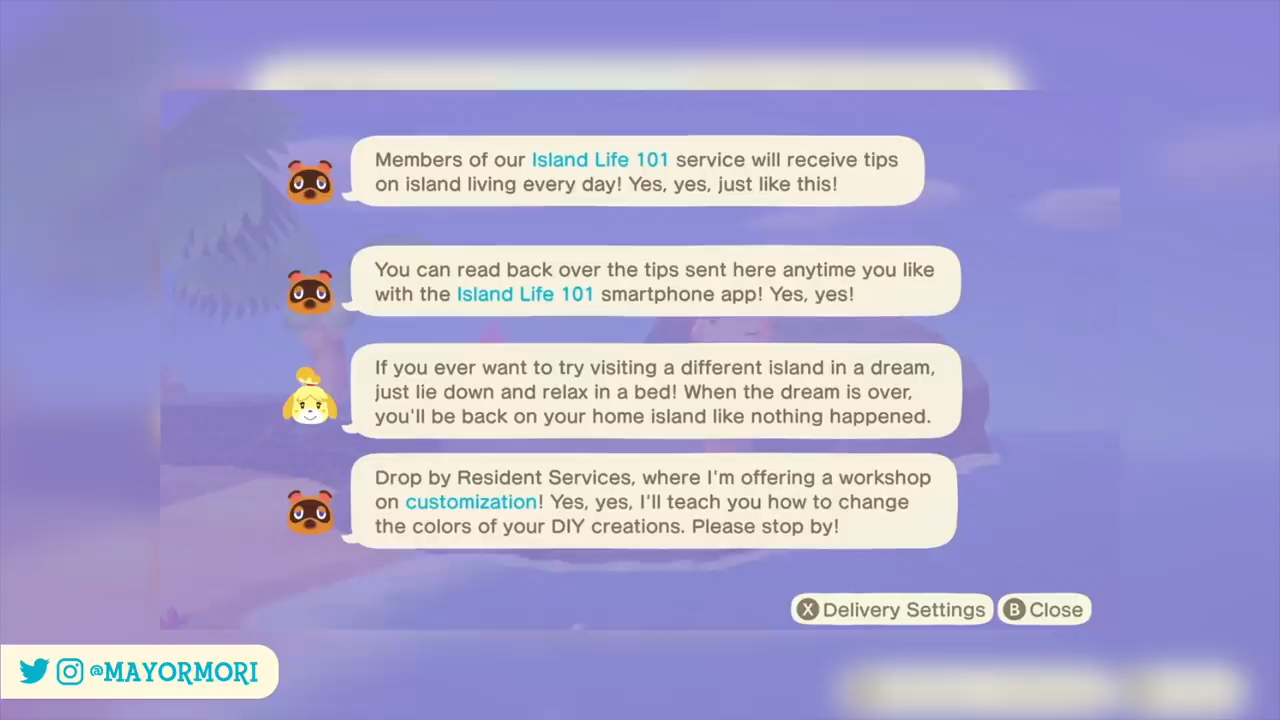 Members of our Island Life 101 service will receive tips
on island living every day! Yes, yes, just like this!
You can read back over the tips sent here anytime you like
with the Island Life 101 smartphone app! Yes, yes!
If you ever want to try visiting a different island in a dream,
just lie down and relax in a bed! When the dream is over,
you'll be back on your home island like nothing happened.
Drop by Resident Services, where I'm offering a workshop
on customization! Yes, yes, I'll teach you how to change
the colors of your DIY creations. Please stop by!
X Delivery Settings B Close
@MAYORMORI